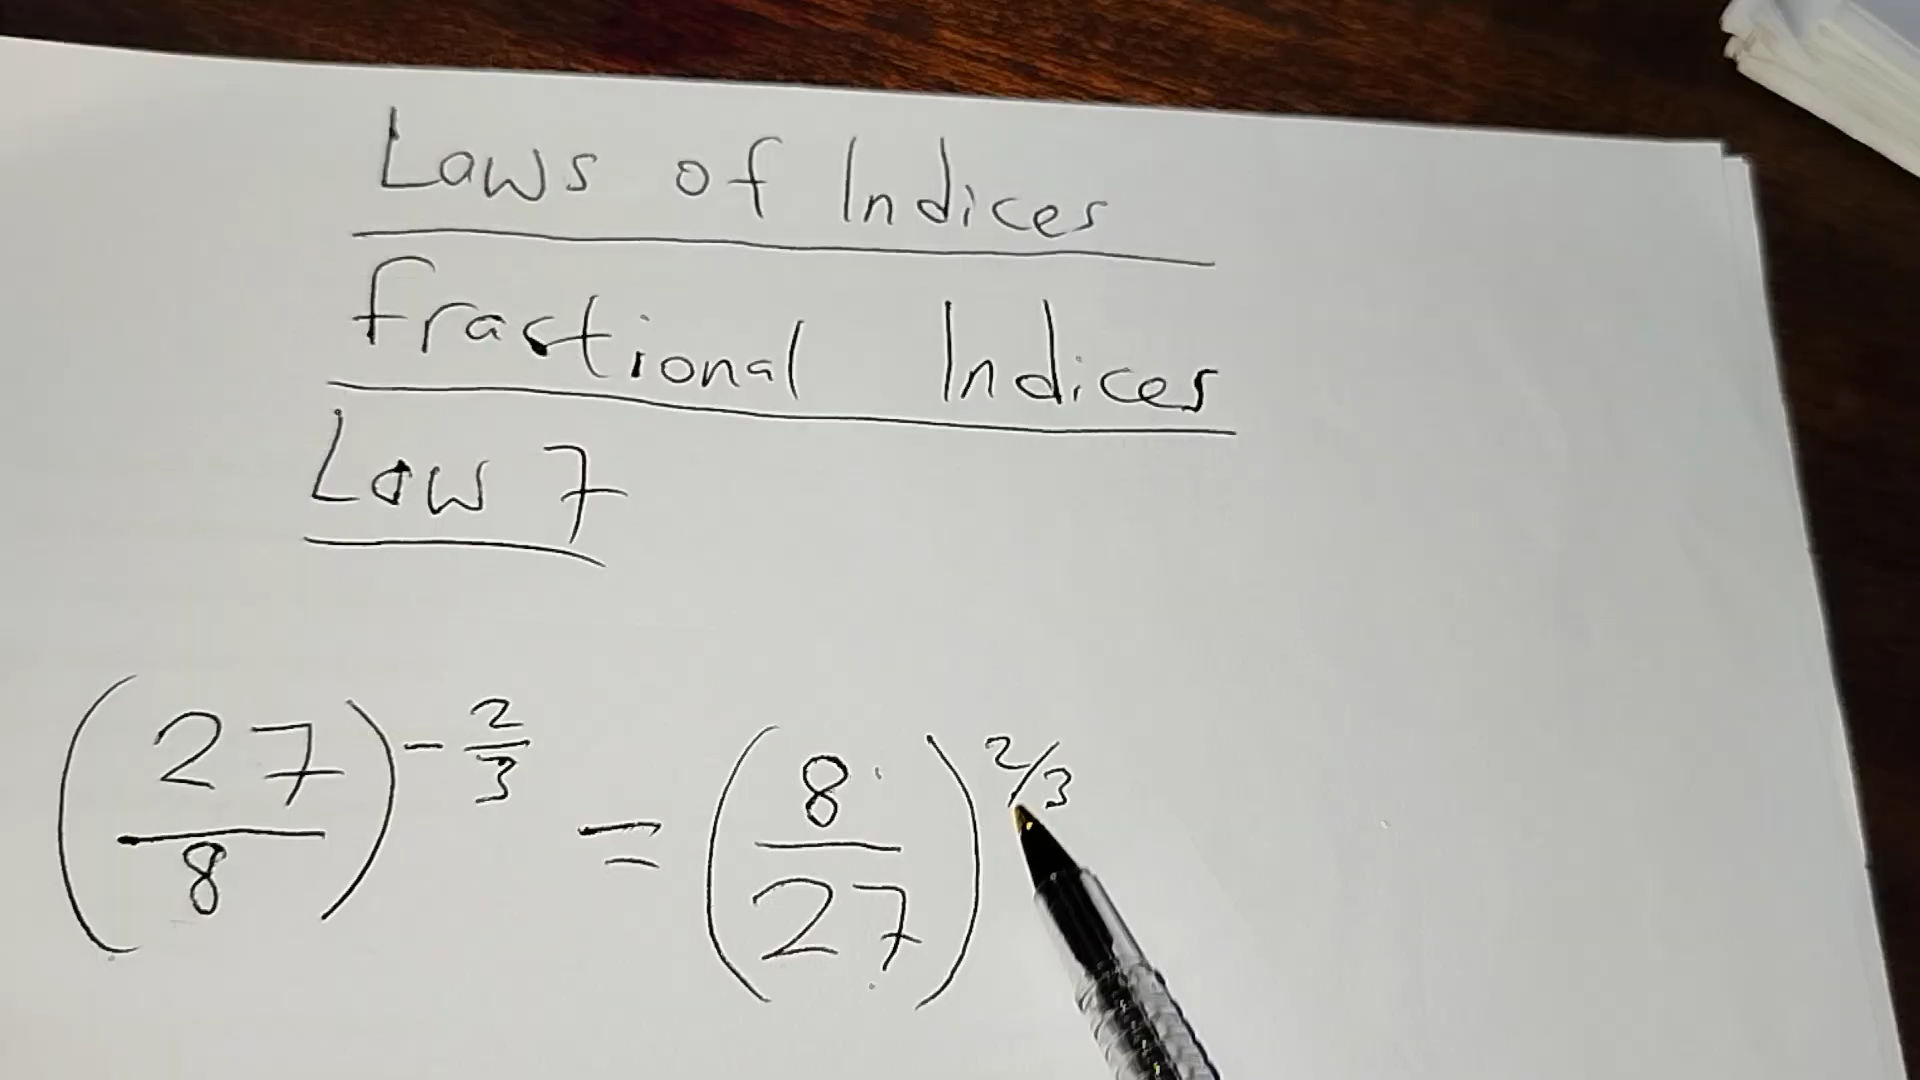 Laws of Indices
Fractional Indices
Law 7
(27/8)^-2/3 = (8/27)^2/3